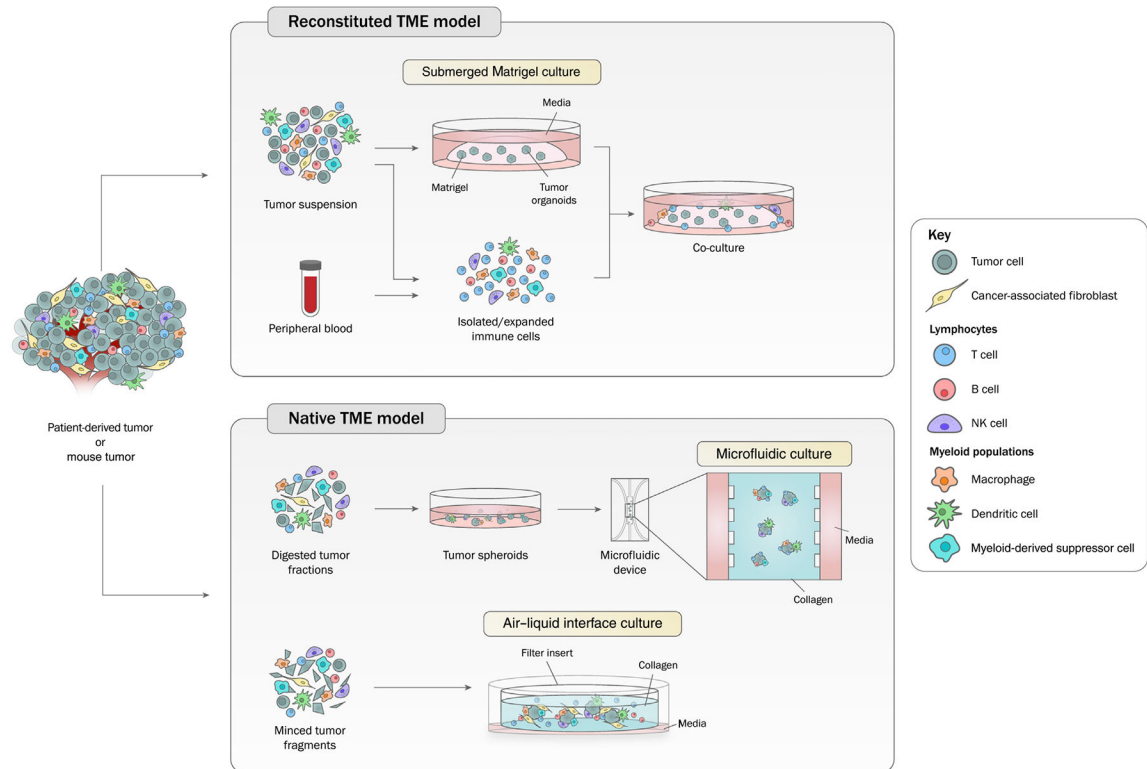 Reconstituted TME model
Submerged Matrigel culture
Media
Matrigel
Tumor
organoids
Tumor suspension
Co-culture
Peripheral blood
Isolated/expanded
immune cells
Patient-derived tumor
or
mouse tumor
Native TME model
Microfluidic culture
Digested tumor
fractions
Tumor spheroids
Microfluidic
device
Media
Collagen
Air–liquid interface culture
Filter insert
Collagen
Media
Minced tumor
fragments
Key
Tumor cell
Cancer-associated fibroblast
Lymphocytes
T cell
B cell
NK cell
Myeloid populations
Macrophage
Dendritic cell
Myeloid-derived suppressor cell